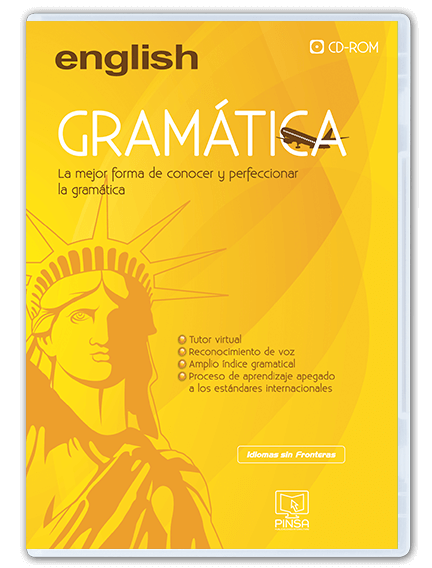 english
CD-ROM
GRAMÁTICA
La mejor forma de conocer y perfeccionar
la gramática
Tutor virtual
Reconocimiento de voz
Amplio índice gramatical
Proceso de aprendizaje apegado
a los estándares internacionales
Idiomas sin Fronteras
PINSA